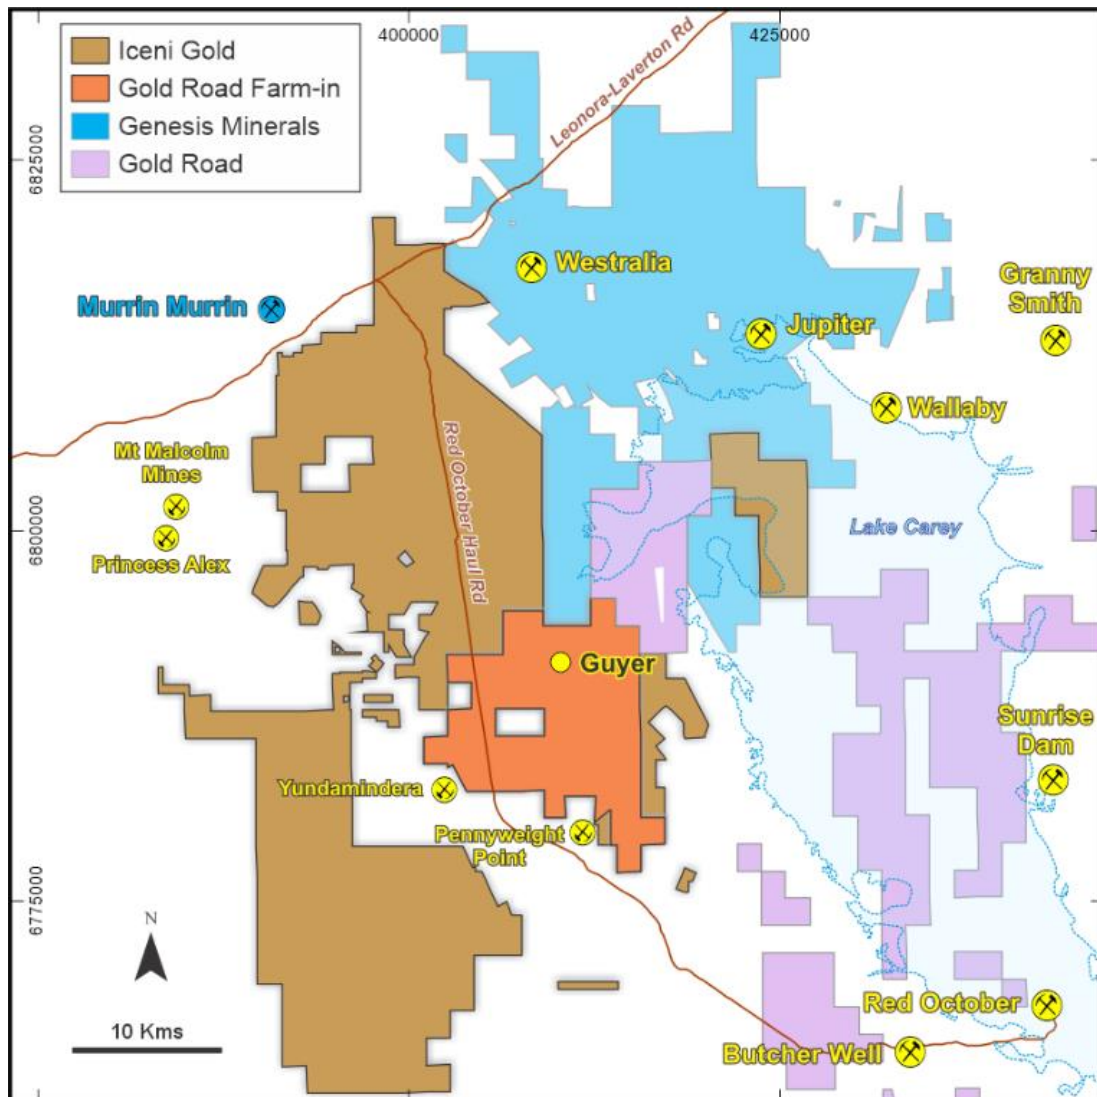 400000
425000
Iceni Gold
Gold Road Farm-in
Genesis Minerals
Gold Road
Leonora-Laverton Rd
6825000
Westralia
Granny
Smith
Murrin Murrin
Jupiter
Wallaby
Red October Haul Rd
Mt Malcolm
Mines
Lake Carey
6800000
Princess Alex
Guyer
Sunrise
Dam
Yundamindera
Pennyweight
Point
6775000
N
Red October
10 Kms
Butcher Well